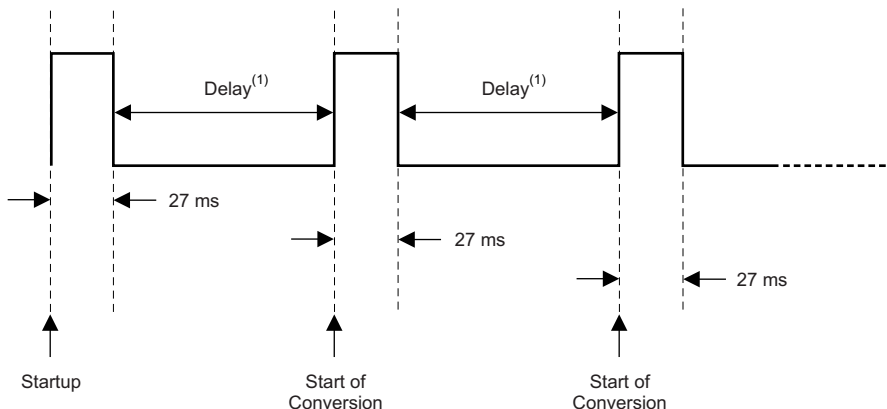 Delay(1)
Delay(1)
27 ms
27 ms
27 ms
Startup
Start of
Conversion
Start of
Conversion